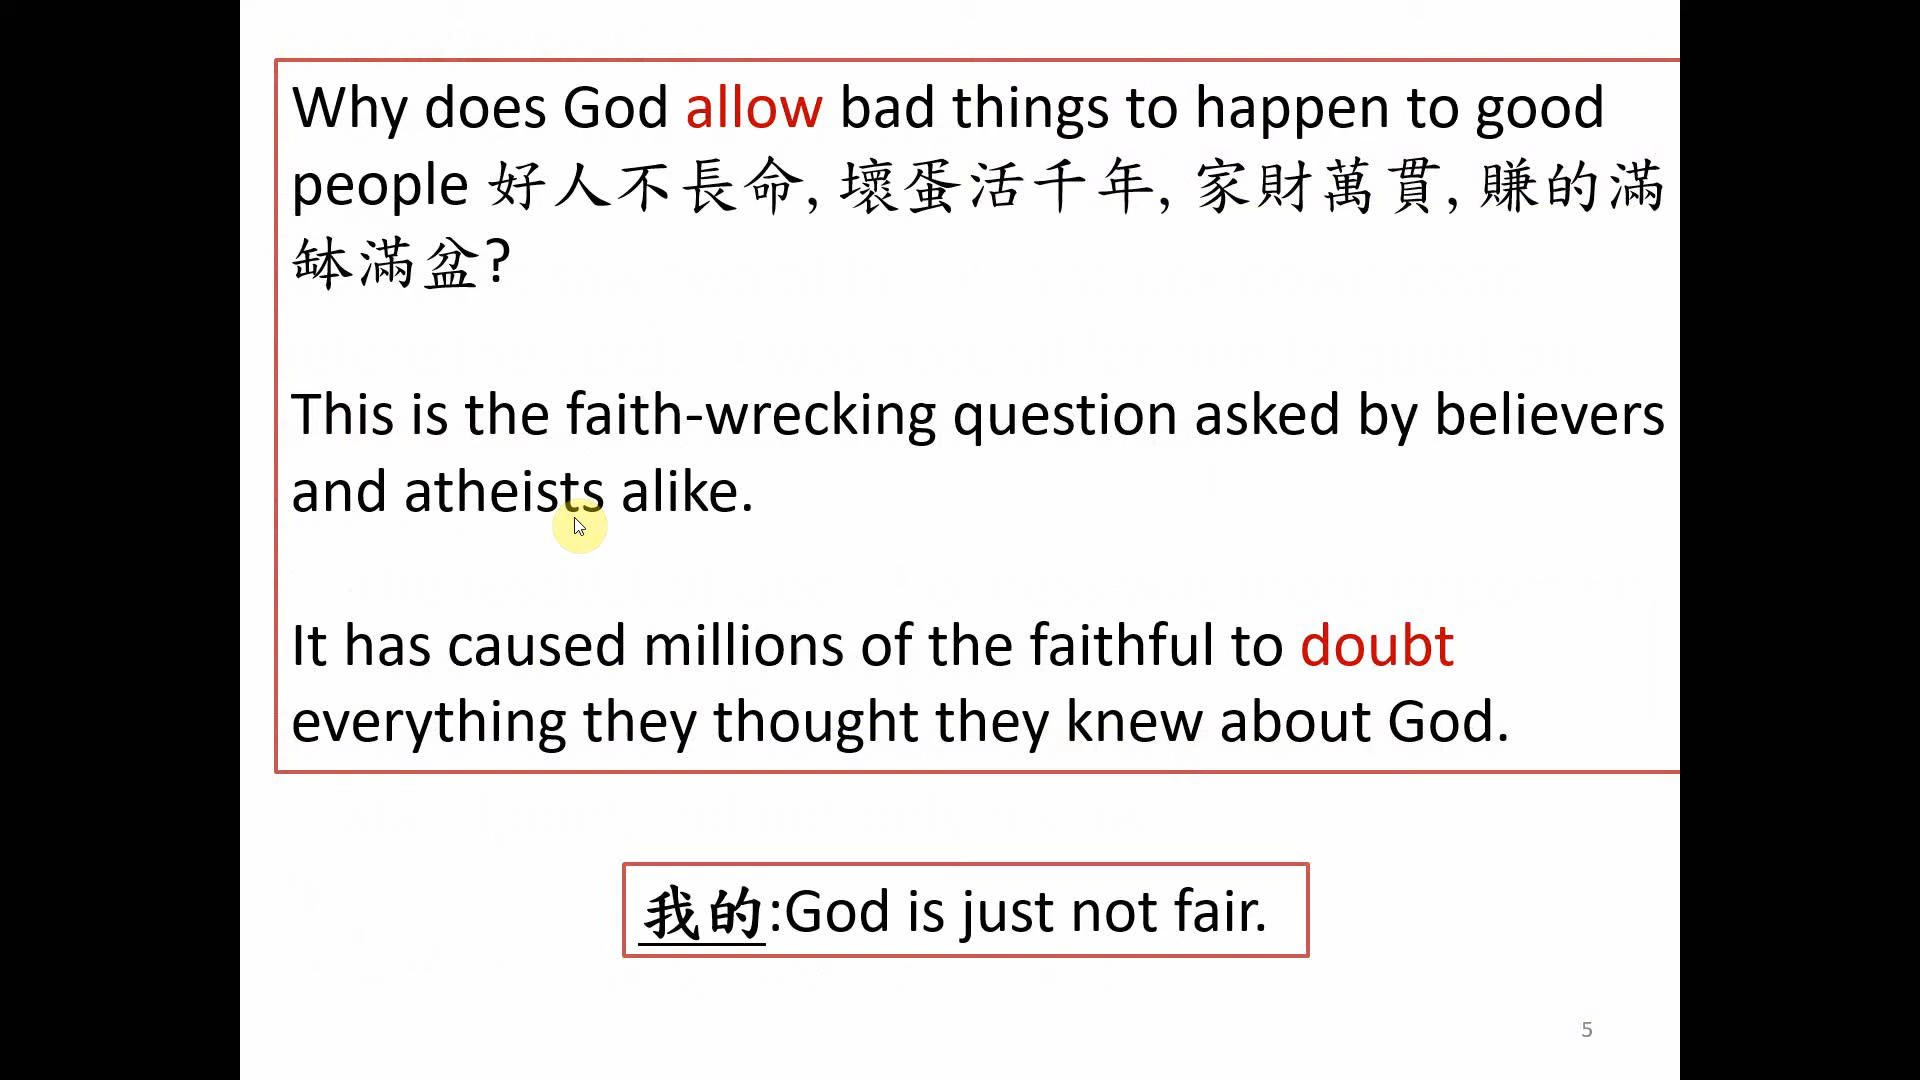 Why does God allow bad things to happen to good
people 好人不長命, 壞蛋活千年, 家財萬貫, 賺的滿
缽滿盆?
This is the faith-wrecking question asked by believers
and atheists alike.
It has caused millions of the faithful to doubt
everything they thought they knew about God.
我的:God is just not fair.
5